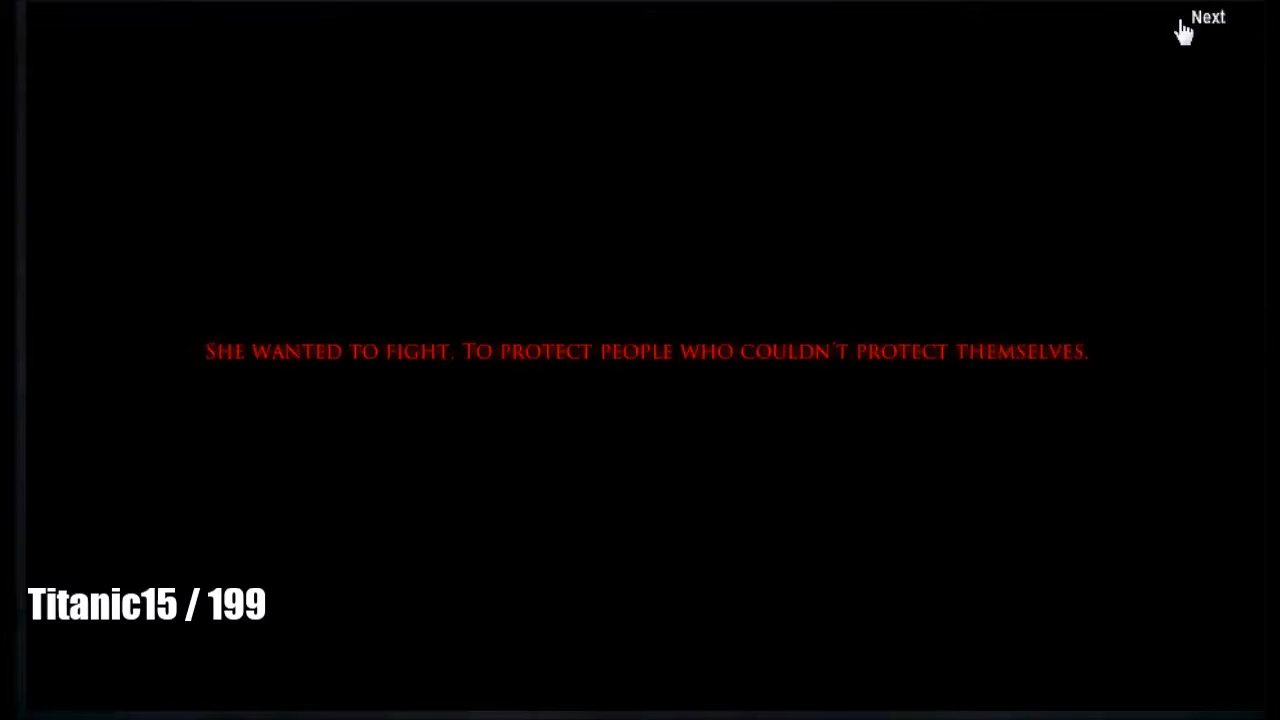 Next
She wanted to fight. To protect people who couldn't protect themselves.
Titanic15 / 199